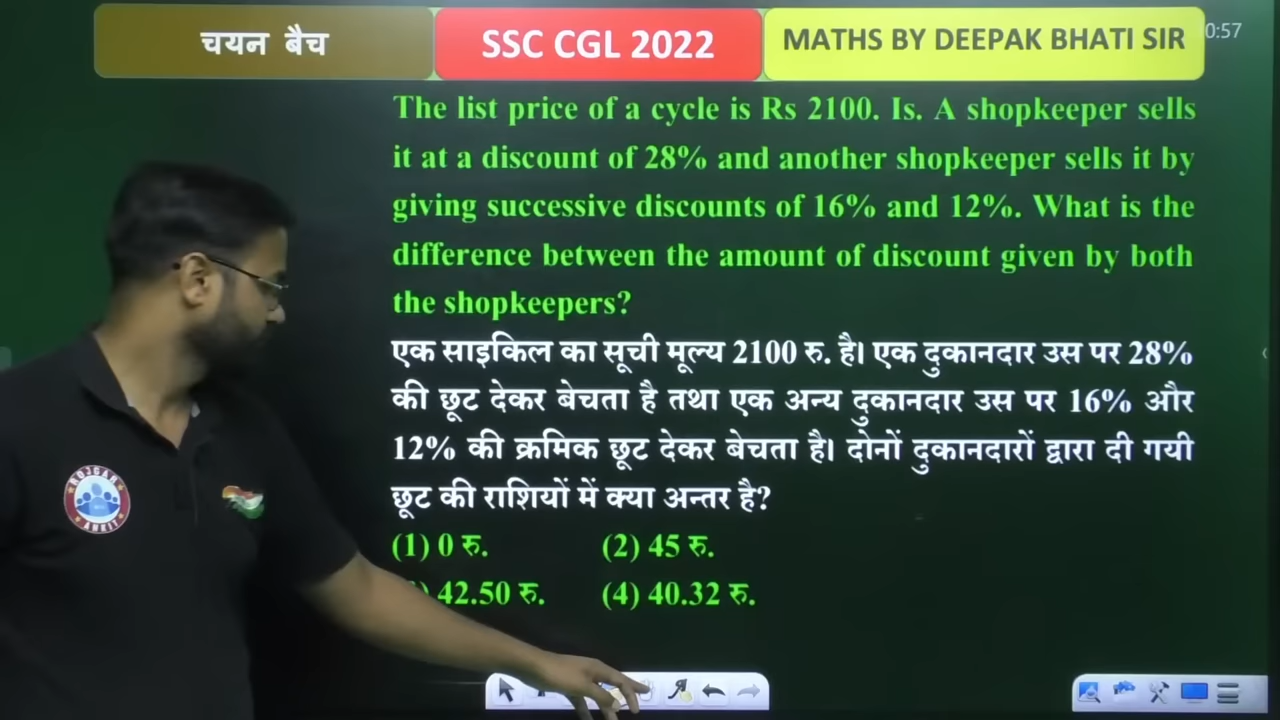 चयन बैच
SSC CGL 2022
MATHS BY DEEPAK BHATI SIR
0:57
The list price of a cycle is Rs 2100. Is. A shopkeeper sells
it at a discount of 28% and another shopkeeper sells it by
giving successive discounts of 16% and 12%. What is the
difference between the amount of discount given by both
the shopkeepers?
एक साइकिल का सूची मूल्य 2100 रु. है। एक दुकानदार उस पर 28%
की छूट देकर बेचता है तथा एक अन्य दुकानदार उस पर 16% और
12% की क्रमिक छूट देकर बेचता है। दोनों दुकानदारों द्वारा दी गयी
छूट की राशियों में क्या अन्तर है?
(1) 0 रु. (2) 45 रु.
42.50 रु. (4) 40.32 रु.
ROJGAR
ANKIT